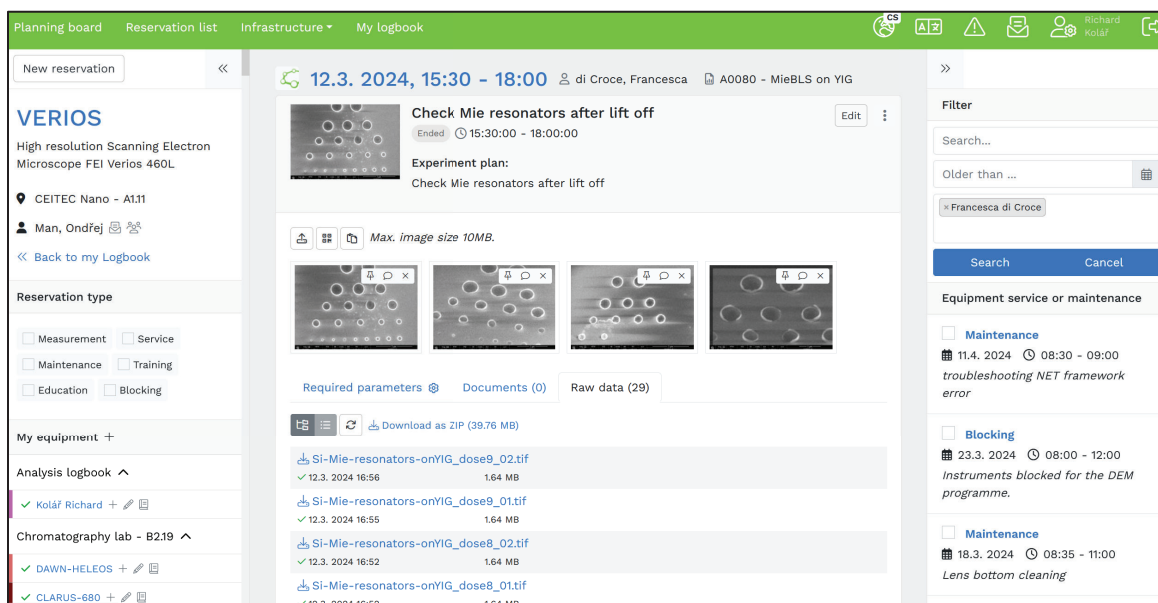 Planning board Reservation list Infrastructure My logbook CS Richard Kolář
New reservation
VERIOS
High resolution Scanning Electron
Microscope FEI Verios 460L
CEITEC Nano - A1.11
Man, Ondřej
Back to my Logbook
Reservation type
Measurement Service
Maintenance Training
Education Blocking
My equipment
Analysis logbook
Kolář Richard
Chromatography lab - B2.19
DAWN-HELEOS
CLARUS-680
12.3. 2024, 15:30 - 18:00 di Croce, Francesca A0080 - MieBLS on YIG
Check Mie resonators after lift off
Edit
Ended 15:30:00 - 18:00:00
Experiment plan:
Check Mie resonators after lift off
Max. image size 10MB.
Required parameters Documents (0) Raw data (29)
Download as ZIP (39.76 MB)
Si-Mie-resonators-onYIG_dose9_02.tif
12.3. 2024 16:56 1.64 MB
Si-Mie-resonators-onYIG_dose9_01.tif
12.3. 2024 16:55 1.64 MB
Si-Mie-resonators-onYIG_dose8_02.tif
12.3. 2024 16:52 1.64 MB
Si-Mie-resonators-onYIG_dose8_01.tif
Filter
Search...
Older than ...
×Francesca di Croce
Search Cancel
Equipment service or maintenance
Maintenance
11.4. 2024 08:30 - 09:00
troubleshooting NET framework
error
Blocking
23.3. 2024 08:00 - 12:00
Instruments blocked for the DEM
programme.
Maintenance
18.3. 2024 08:35 - 11:00
Lens bottom cleaning